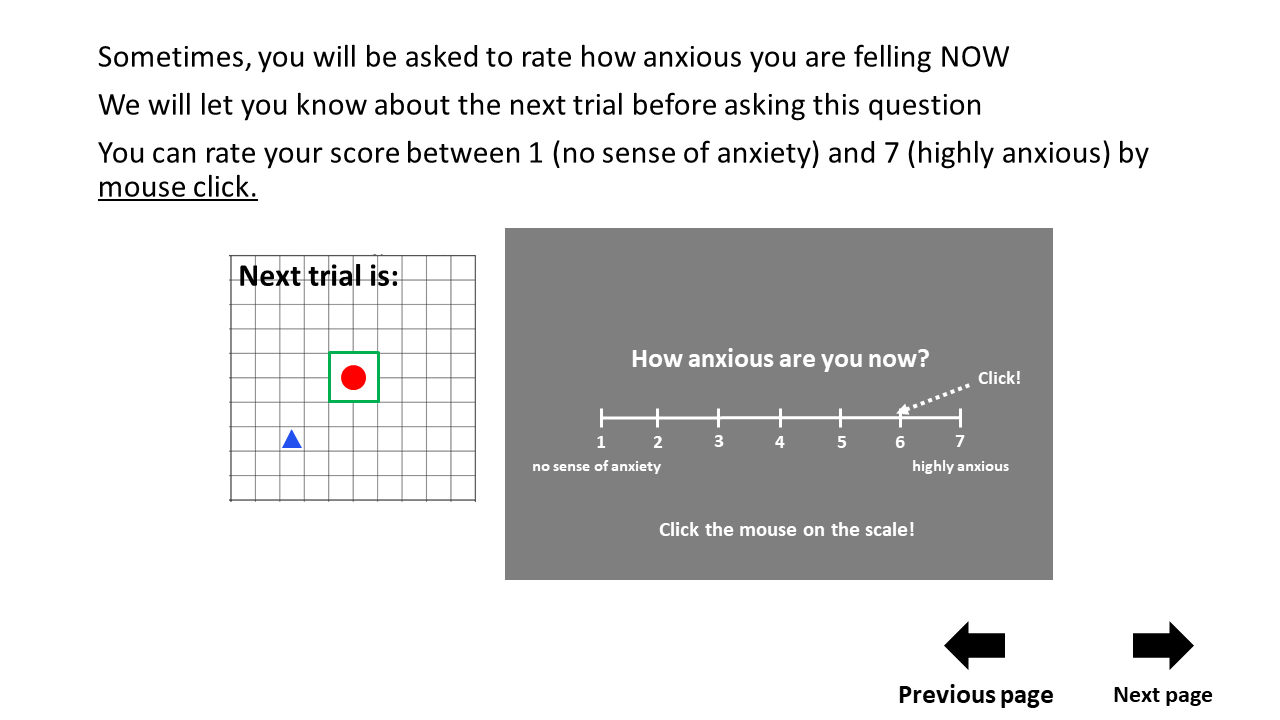 Sometimes, you will be asked to rate how anxious you are felling NOW
We will let you know about the next trial before asking this question
You can rate your score between 1 (no sense of anxiety) and 7 (highly anxious) by
mouse click.
Next trial is:
How anxious are you now?
Click!
1 2 3 4 5 6 7
no sense of anxiety highly anxious
Click the mouse on the scale!
Previous page Next page